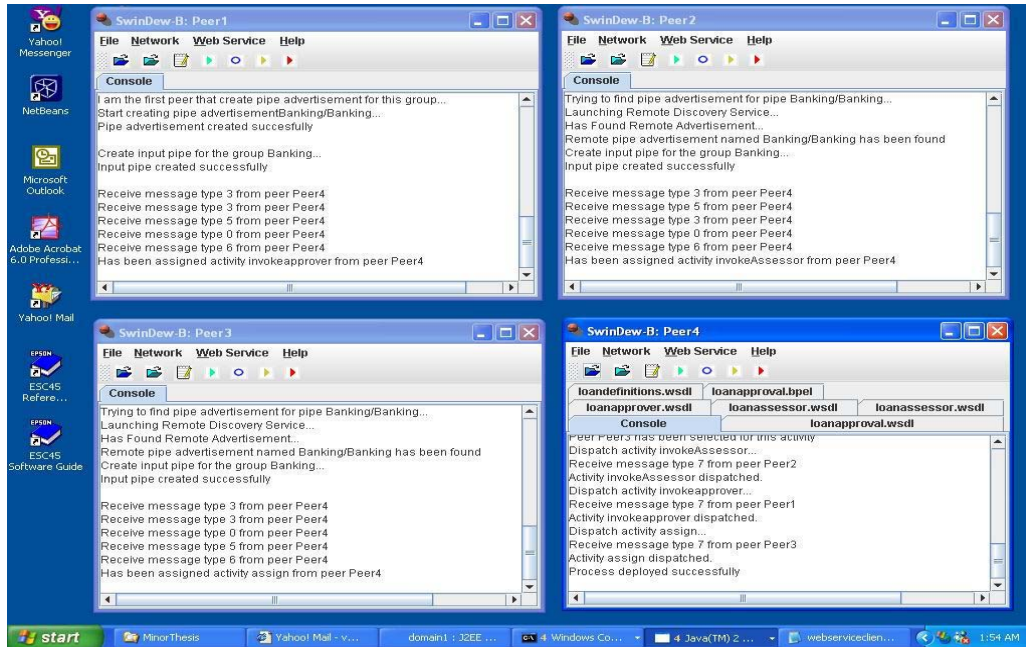 Yahoo!
Messenger
NetBeans
Microsoft
Outlook
Adobe Acrobat
6.0 Professi...
Yahoo! Mail
EPSON
ESC45
Refere...
EPSON
ESC45
Software Guide
SwinDew-B: Peer1
File Network Web Service Help
Console
I am the first peer that create pipe advertisement for this group...
Start creating pipe advertisementBanking/Banking...
Pipe advertisement created succesfully
Create input pipe for the group Banking...
Input pipe created successfully
Receive message type 3 from peer Peer4
Receive message type 3 from peer Peer4
Receive message type 5 from peer Peer4
Receive message type 0 from peer Peer4
Receive message type 6 from peer Peer4
Has been assigned activity invokeapprover from peer Peer4
SwinDew-B: Peer2
File Network Web Service Help
Console
Trying to find pipe advertisement for pipe Banking/Banking...
Launching Remote Discovery Service...
Has Found Remote Advertisement...
Remote pipe advertisement named Banking/Banking has been found
Create input pipe for the group Banking...
Input pipe created successfully
Receive message type 3 from peer Peer4
Receive message type 5 from peer Peer4
Receive message type 3 from peer Peer4
Receive message type 0 from peer Peer4
Receive message type 6 from peer Peer4
Has been assigned activity invokeAssessor from peer Peer4
SwinDew-B: Peer3
File Network Web Service Help
Console
Trying to find pipe advertisement for pipe Banking/Banking...
Launching Remote Discovery Service...
Has Found Remote Advertisement...
Remote pipe advertisement named Banking/Banking has been found
Create input pipe for the group Banking...
Input pipe created successfully
Receive message type 3 from peer Peer4
Receive message type 3 from peer Peer4
Receive message type 0 from peer Peer4
Receive message type 5 from peer Peer4
Receive message type 6 from peer Peer4
Has been assigned activity assign from peer Peer4
SwinDew-B: Peer4
File Network Web Service Help
loandefinitions.wsdl loanapproval.bpel
loanapprover.wsdl loanassessor.wsdl loanassessor.wsdl
Console loanapproval.wsdl
Peer Peer3 has been selected for this activity
Dispatch activity invokeAssessor...
Receive message type 7 from peer Peer2
Activity invokeAssessor dispatched.
Dispatch activity invokeapprover...
Receive message type 7 from peer Peer1
Activity invokeapprover dispatched.
Dispatch activity assign...
Receive message type 7 from peer Peer3
Activity assign dispatched.
Process deployed successfully
start MinorThesis Yahoo! Mail - v... domain1 : J2EE ... 4 Windows Co... 4 Java(TM) 2 ... webserviceclien... 1:54 AM